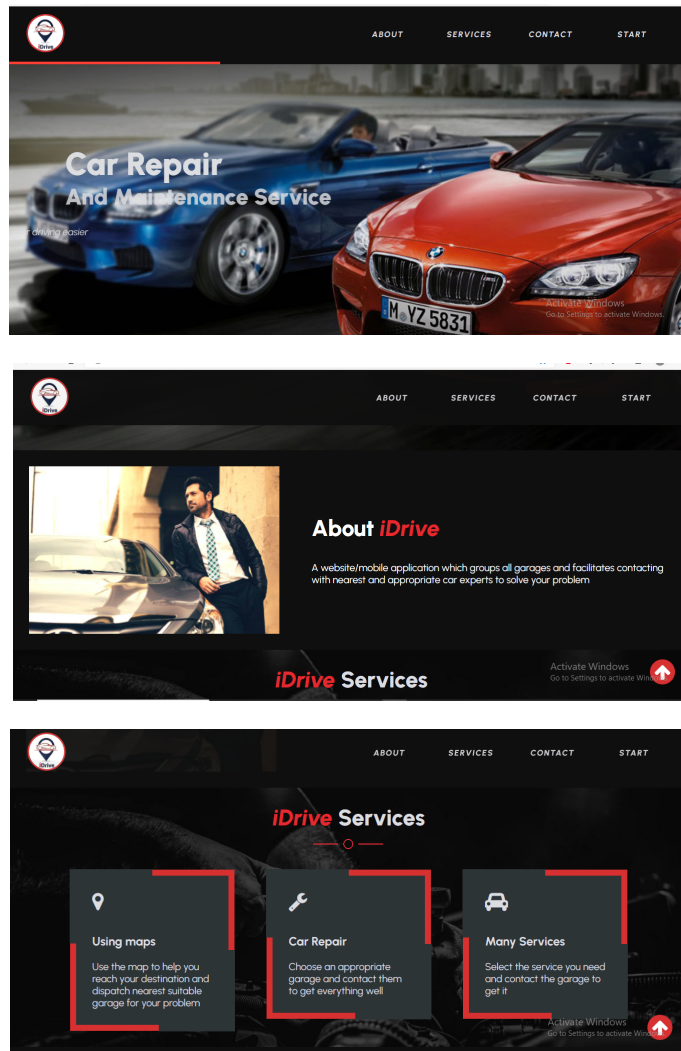 iDrive
ABOUT SERVICES CONTACT START
Car Repair
And Maintenance Service
driving easier
M YZ 5831
Activate Windows
Go to Settings to activate Windows.
iDrive
ABOUT SERVICES CONTACT START
About iDrive
A website/mobile application which groups all garages and facilitates contacting
with nearest and appropriate car experts to solve your problem
iDrive Services
Activate Windows
Go to Settings to activate Wind
iDrive
ABOUT SERVICES CONTACT START
iDrive Services
Using maps
Use the map to help you
reach your destination and
dispatch nearest suitable
garage for your problem
Car Repair
Choose an appropriate
garage and contact them
to get everything well
Many Services
Select the service you need
and contact the garage to
get it
Activate Windows
Go to Settings to activate Wind